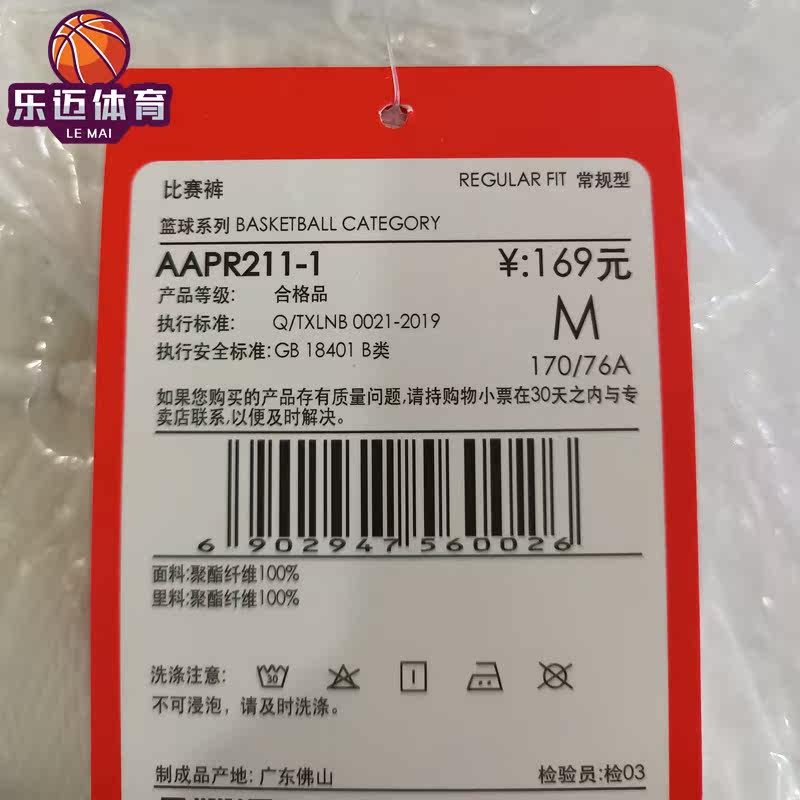 乐迈体育
LE MAI
比赛裤
REGULAR FIT 常规型
篮球系列 BASKETBALL CATEGORY
AAPR211-1
¥:169元
产品等级: 合格品
执行标准: Q/TXLNB 0021-2019
M
执行安全标准:GB 18401 B类
170/76A
如果您购买的产品存有质量问题,请持购物小票在30天之内与专
卖店联系,以便及时解决。
6 902947 560026
面料:聚酯纤维100%
里料:聚酯纤维100%
洗涤注意: 30
不可浸泡，请及时洗涤。
制成品产地: 广东佛山
检验员:检03